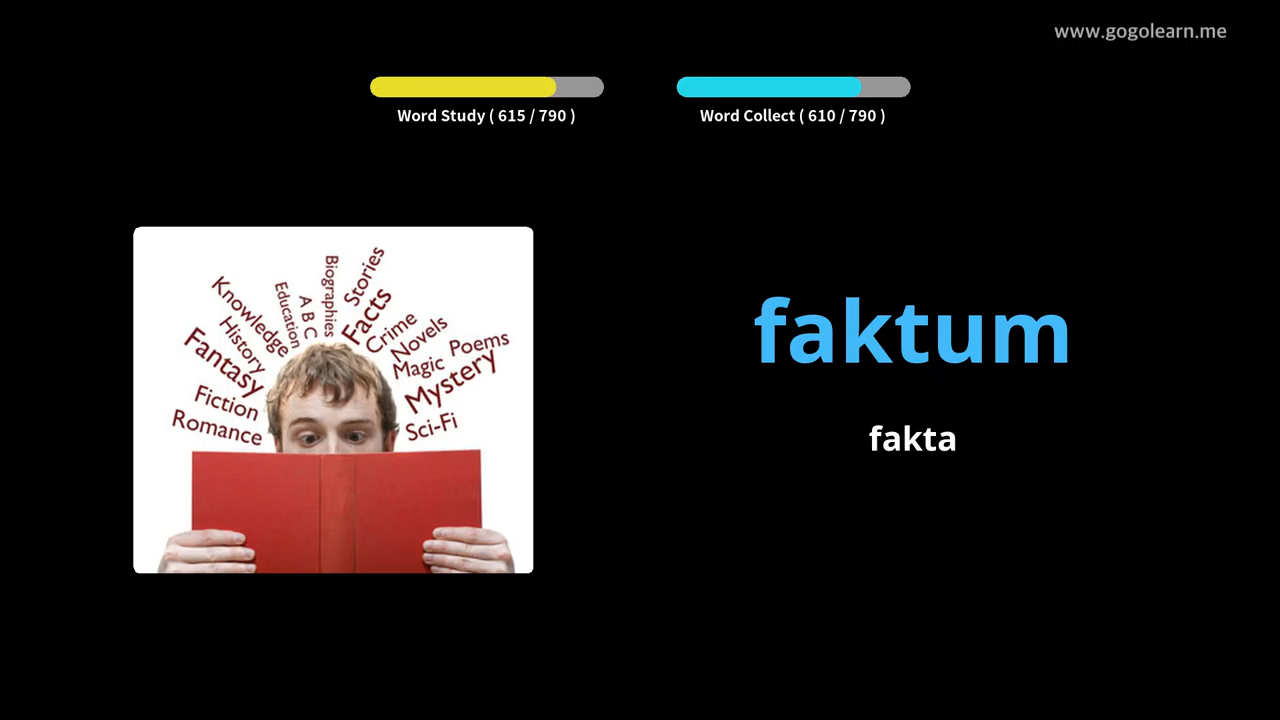 www.gogolearn.me
Word Study ( 615 / 790 )
Word Collect ( 610 / 790 )
Knowledge
Education
A B C
Biographies
Stories
Facts
Crime
Novels
Poems
History
Fantasy
Magic
Mystery
Fiction
Romance
Sci-Fi
faktum
fakta